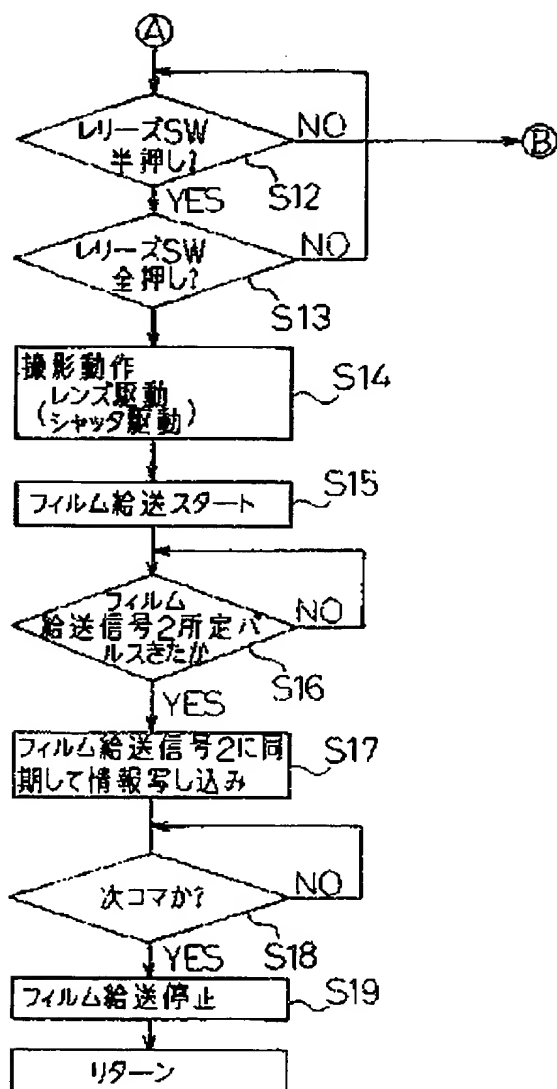 A
レリーズSW
半押し?
NO
B
S12
YES
レリーズSW
全押し?
NO
S13
撮影動作
レンズ駆動
(シャッタ駆動)
S14
フィルム給送スタート
S15
フィルム
給送信号2所定パ
ルスきたか
NO
S16
YES
フィルム給送信号2に同
期して情報写し込み
S17
次コマか?
NO
S18
YES
フィルム給送停止
S19
リターン